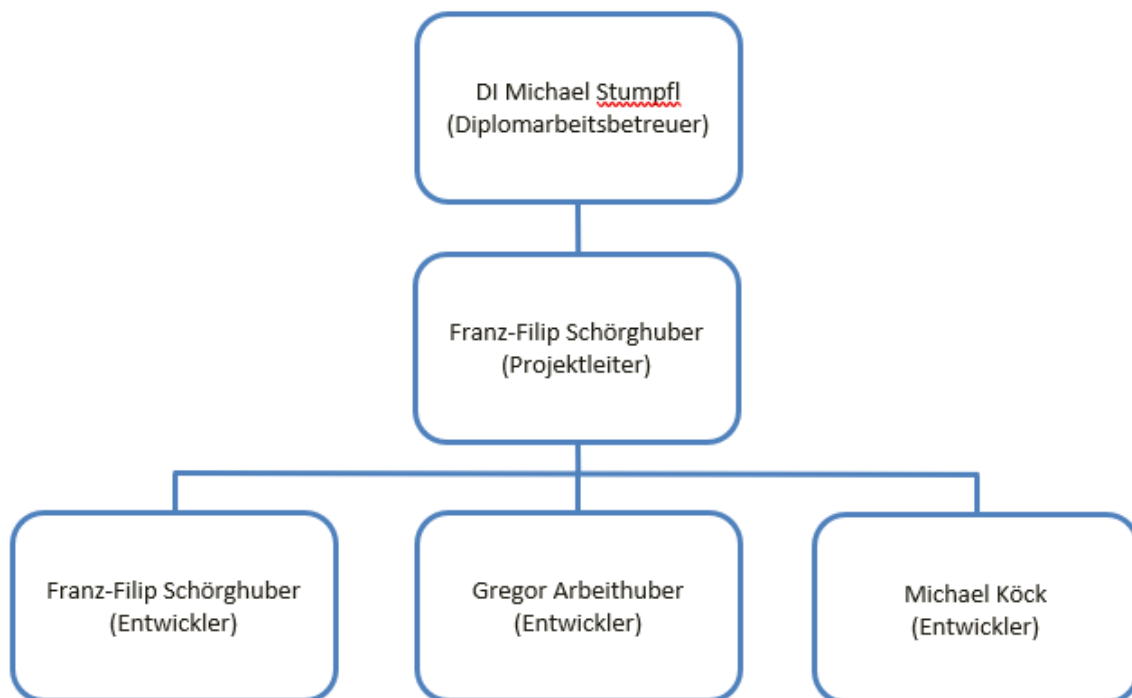 DI Michael Stumpfl
(Diplomarbeitsbetreuer)
Franz-Filip Schörghuber
(Projektleiter)
Franz-Filip Schörghuber
(Entwickler)
Gregor Arbeithuber
(Entwickler)
Michael Köck
(Entwickler)